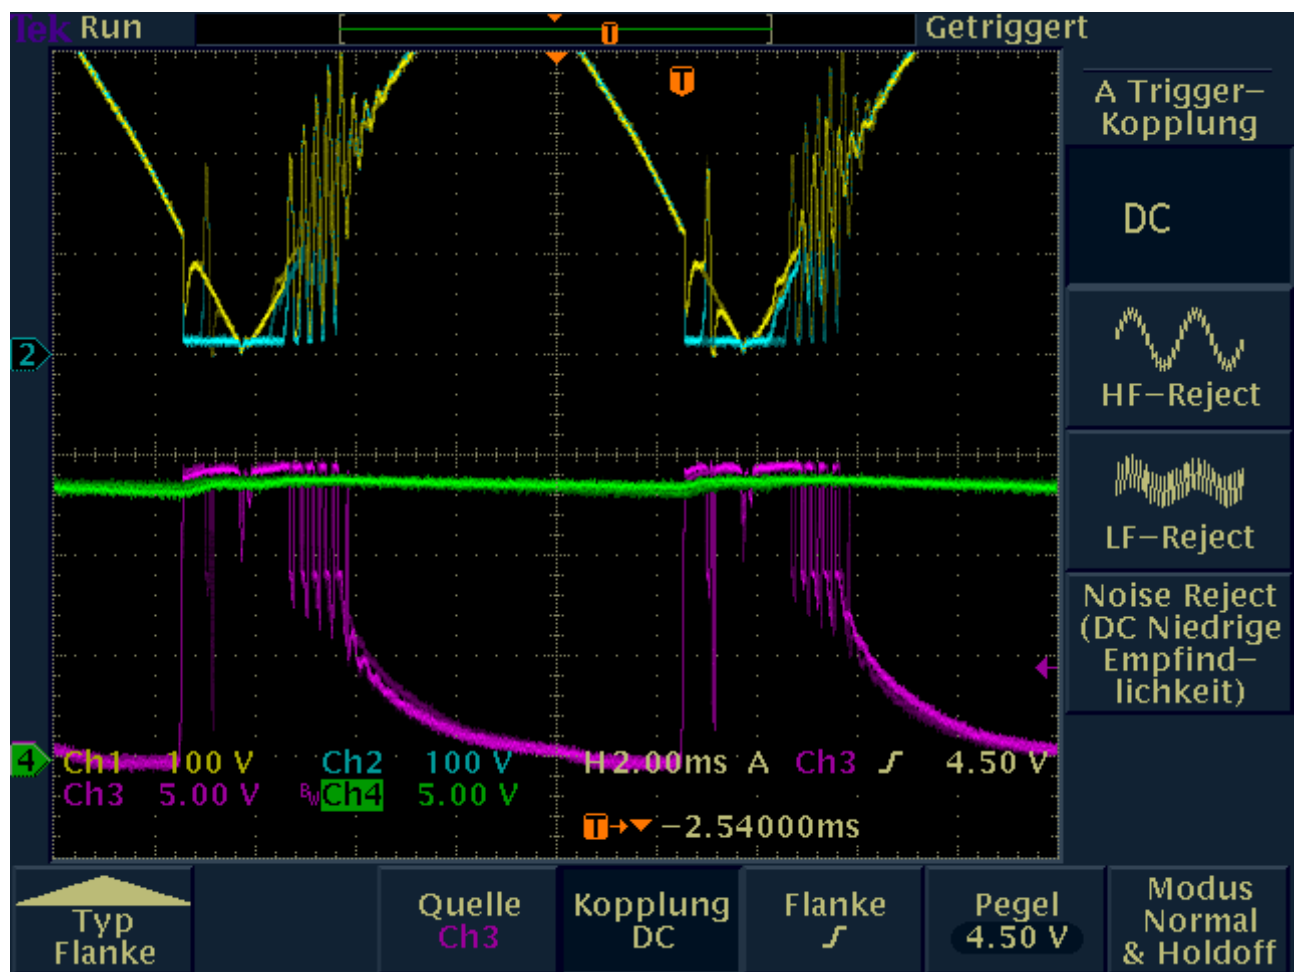 Tek Run
T
Getriggert
T
A Trigger–
Kopplung
DC
HF–Reject
LF–Reject
Noise Reject
(DC Niedrige
Empfind–
lichkeit)
2
4
Ch1 100 V Ch2 100 V H 2.00ms A Ch3 4.50 V
Ch3 5.00 V BW Ch4 5.00 V
T −2.54000ms
Typ
Flanke
Quelle
Ch3
Kopplung
DC
Flanke
Pegel
4.50 V
Modus
Normal
& Holdoff